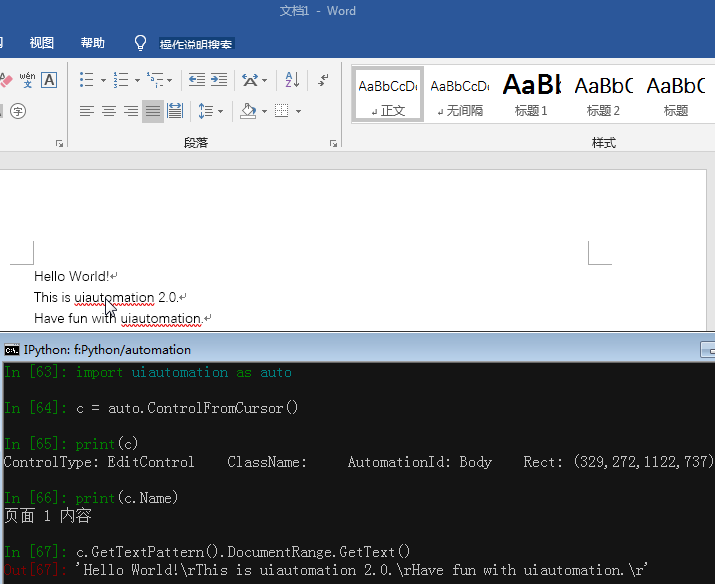 文档1 - Word
视图 帮助 操作说明搜索
wén
文 A
字
A
Z
AaBbCcDd AaBbCcDd AaBb AaBbC AaBbC
正文 无间隔 标题 1 标题 2 标题
段落 样式
Hello World!
This is uiautomation 2.0.
Have fun with uiautomation.
IPython: f:Python/automation
In [63]: import uiautomation as auto
In [64]: c = auto.ControlFromCursor()
In [65]: print(c)
ControlType: EditControl ClassName: AutomationId: Body Rect: (329,272,1122,737)
In [66]: print(c.Name)
页面 1 内容
In [67]: c.GetTextPattern().DocumentRange.GetText()
Out[67]: 'Hello World!\rThis is uiautomation 2.0.\rHave fun with uiautomation.\r'